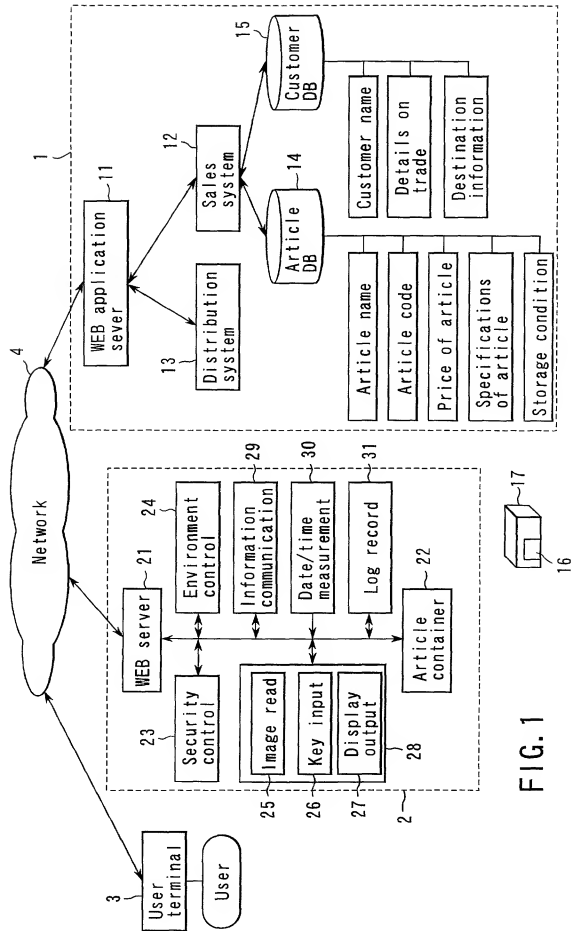 1
4
Network
WEB application
sever
11
Sales
system
12
Distribution
system
13
Article
DB
14
Customer
DB
15
Customer name
Details on
trade
Destination
information
Article name
Article code
Price of article
Specifications
of article
Storage condition
3
User
terminal
User
2
WEB server
21
Security
control
23
Environment
control
24
Image read
25
Key input
26
Display
output
27
28
Information
communication
29
Date/time
measurement
30
Log record
31
Article
container
22
17
16
FIG.1